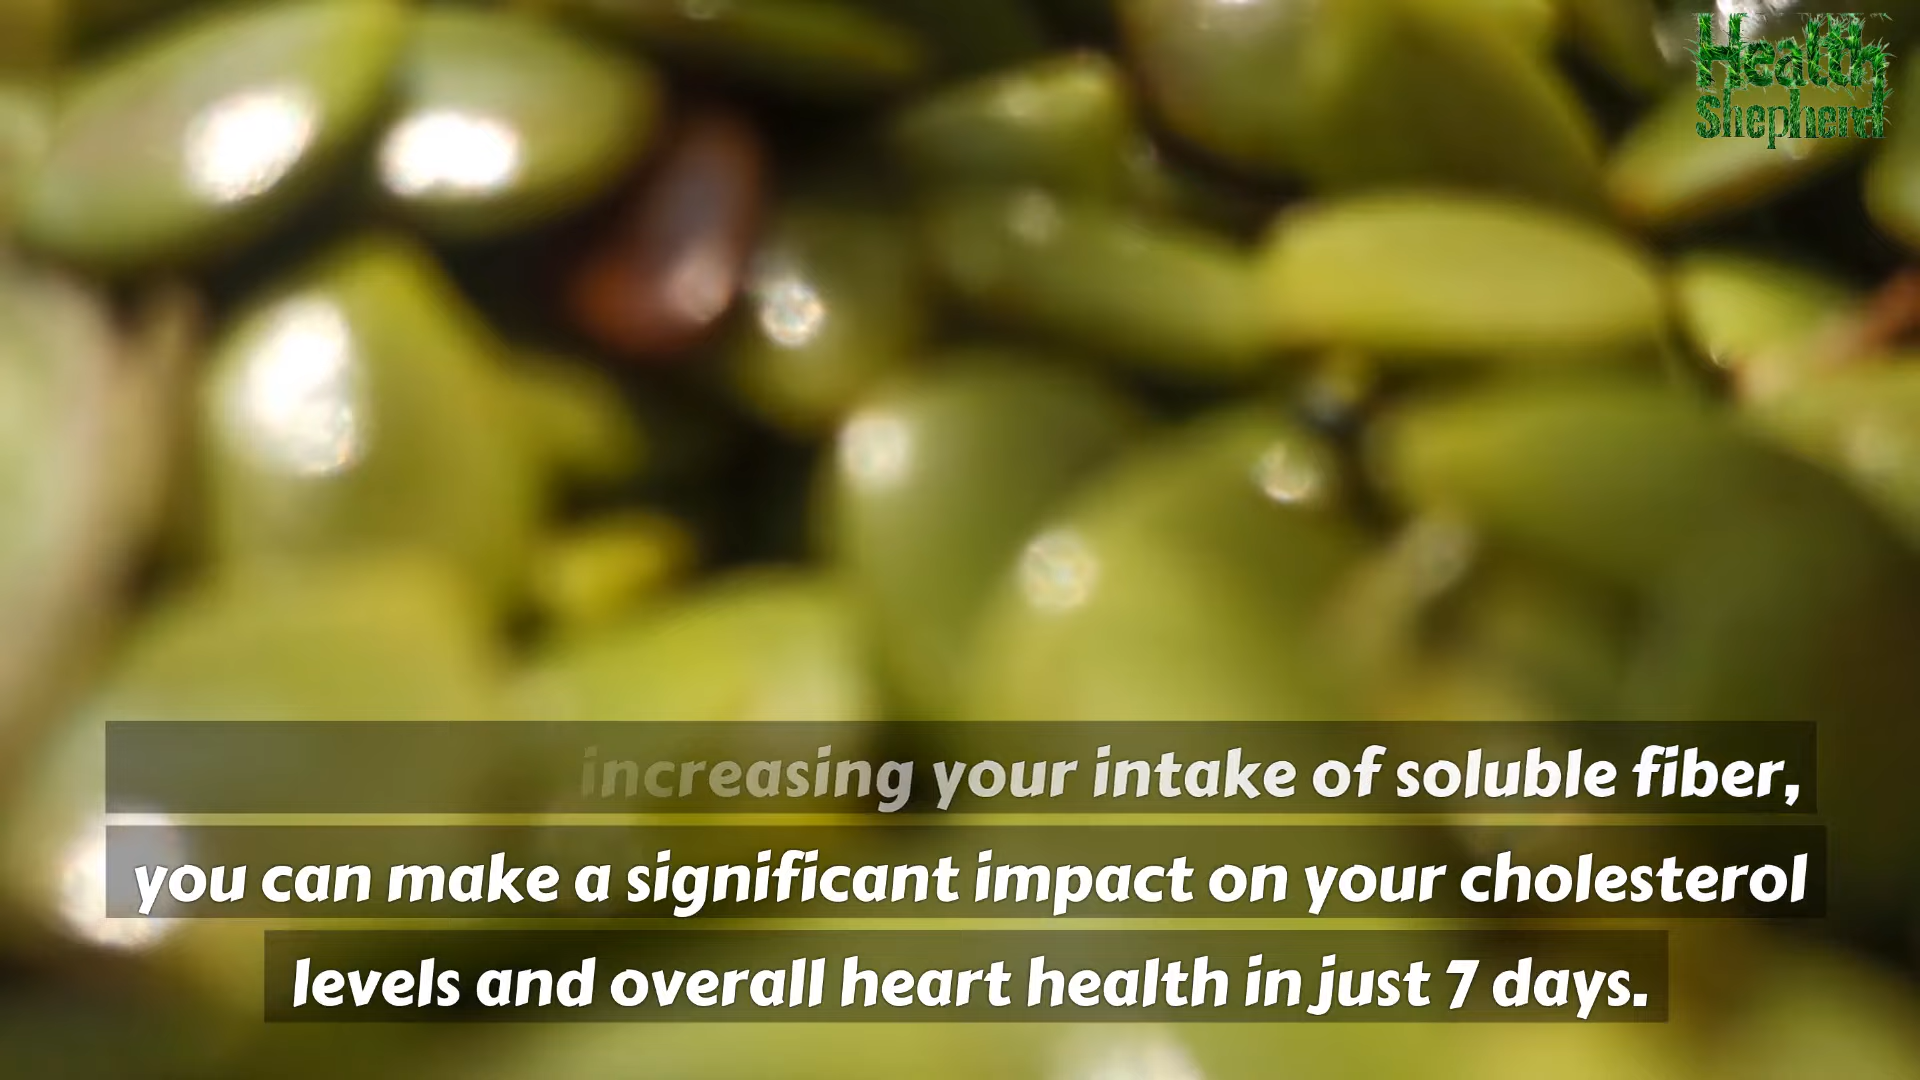 Health
Shepherd
increasing your intake of soluble fiber,
you can make a significant impact on your cholesterol
levels and overall heart health in just 7 days.